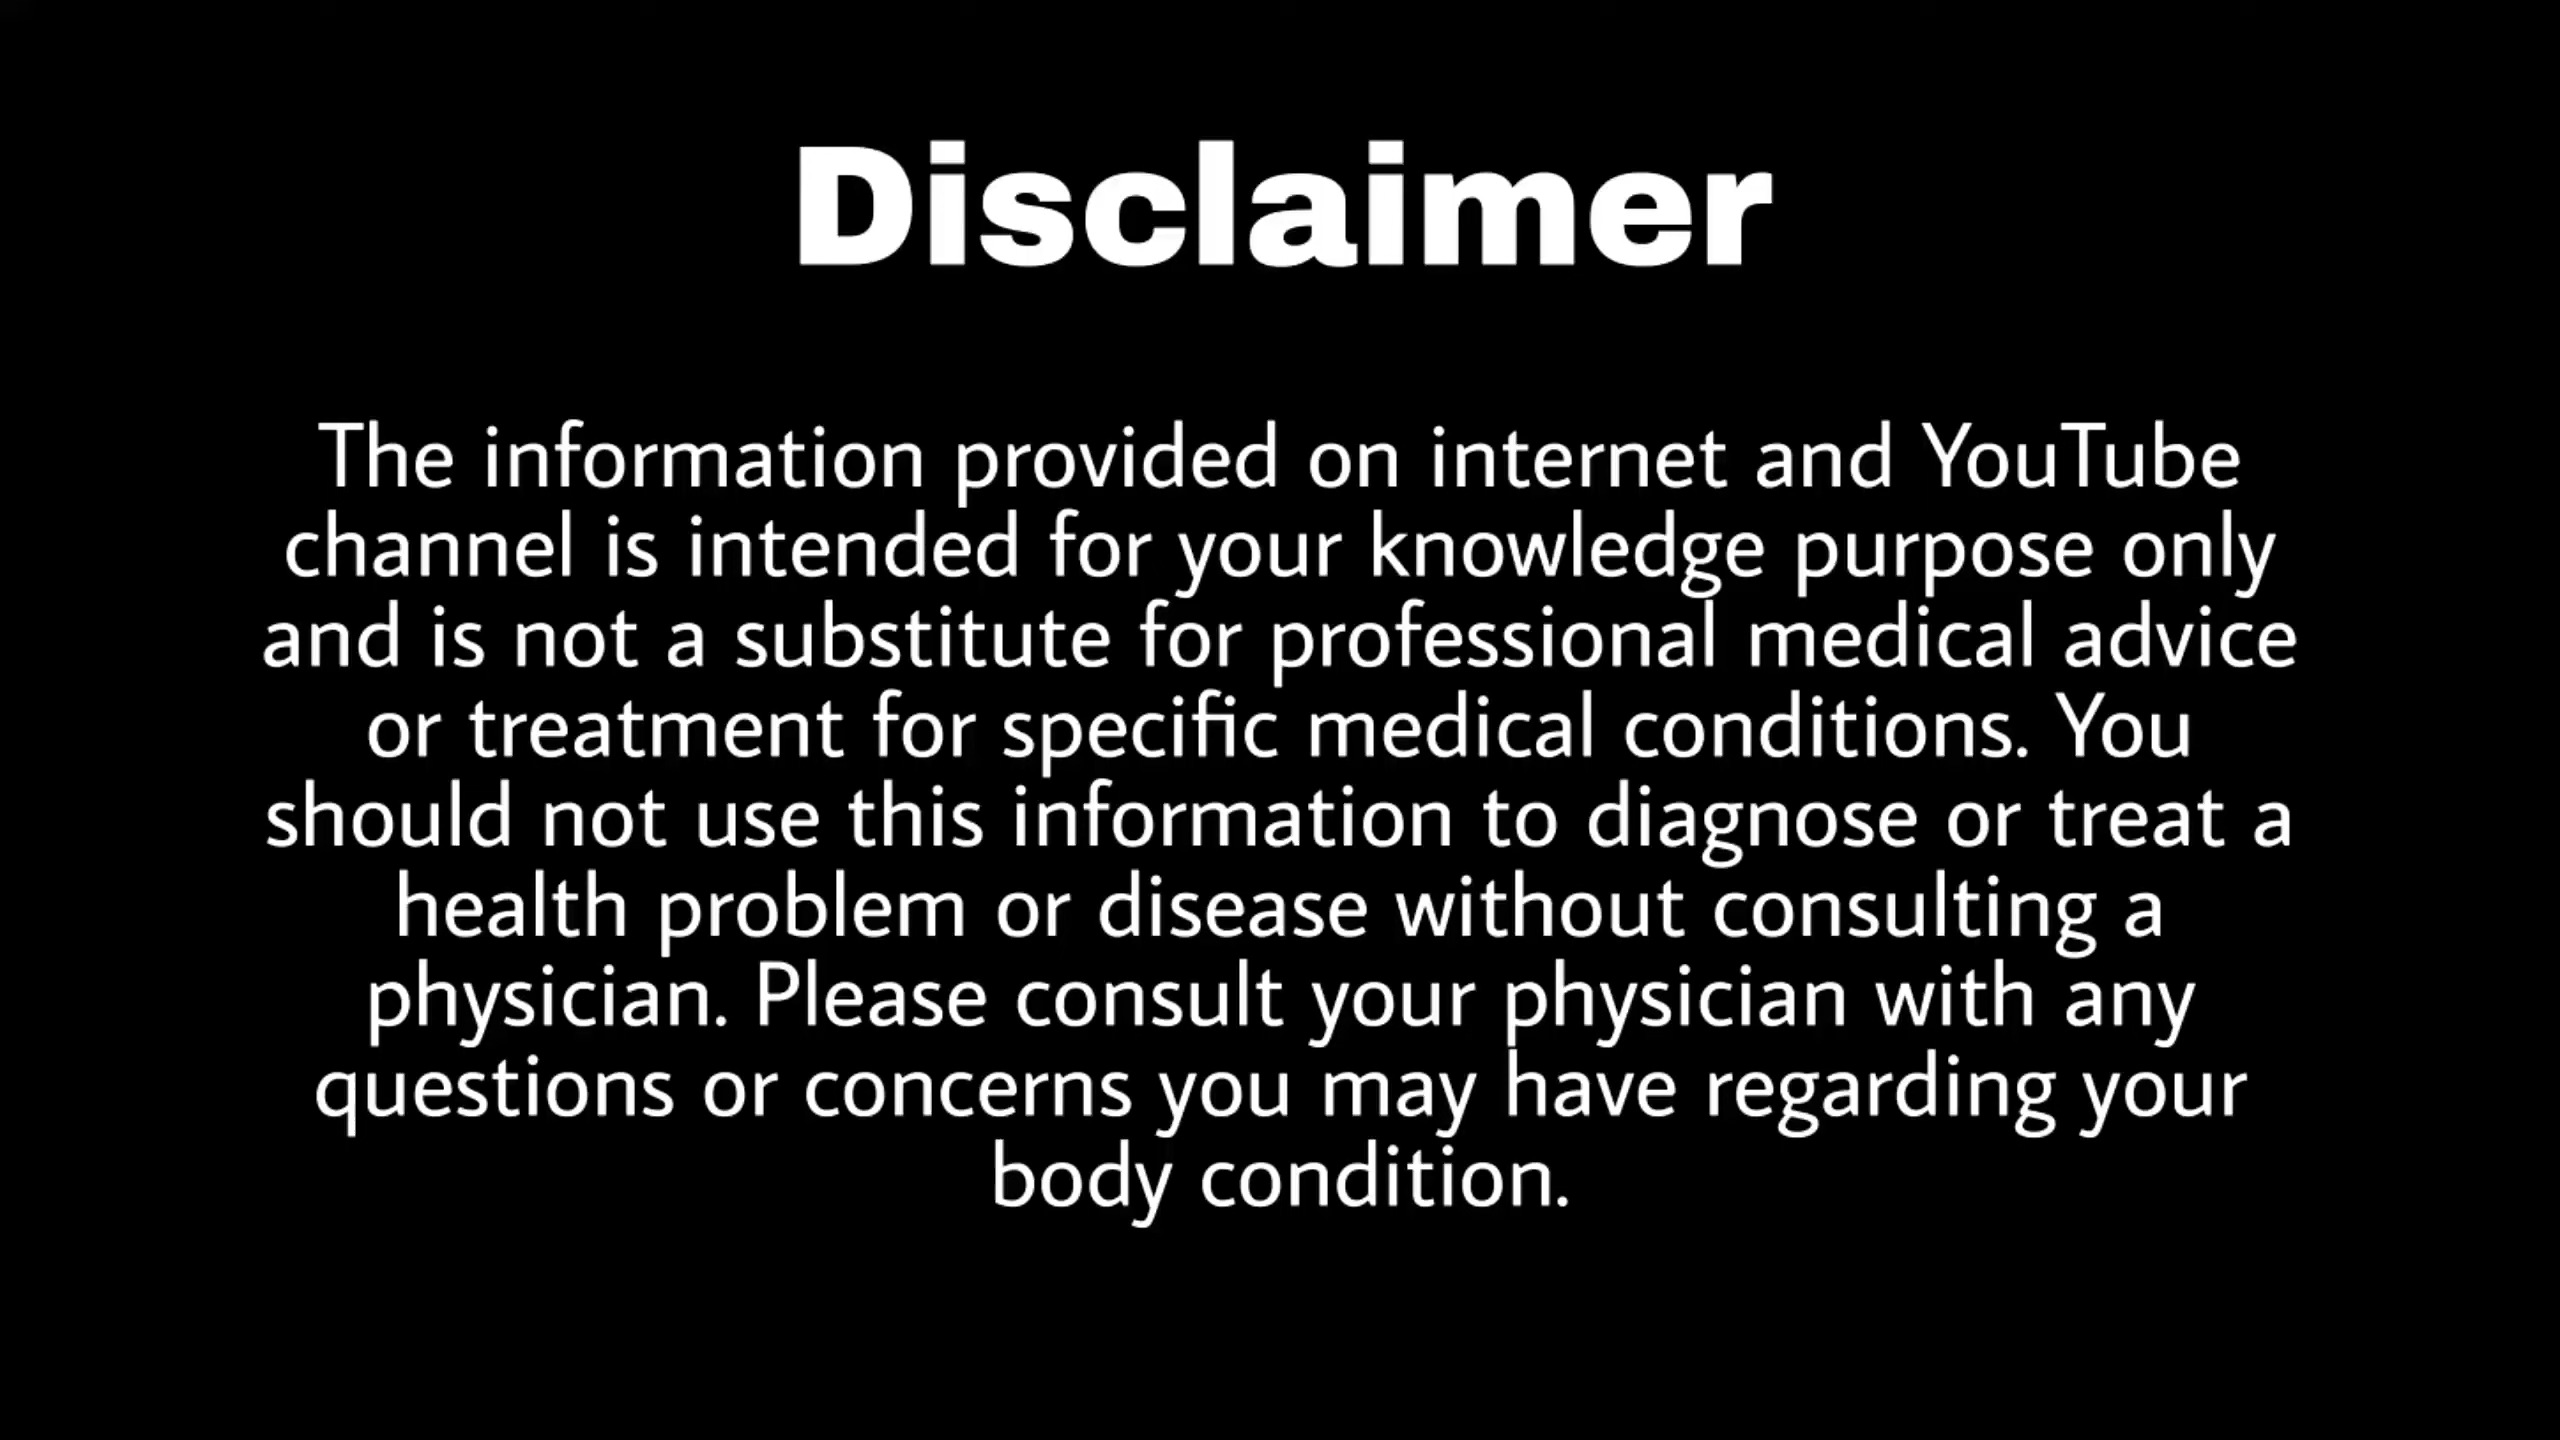 Disclaimer
The information provided on internet and YouTube
channel is intended for your knowledge purpose only
and is not a substitute for professional medical advice
or treatment for specific medical conditions. You
should not use this information to diagnose or treat a
health problem or disease without consulting a
physician. Please consult your physician with any
questions or concerns you may have regarding your
body condition.